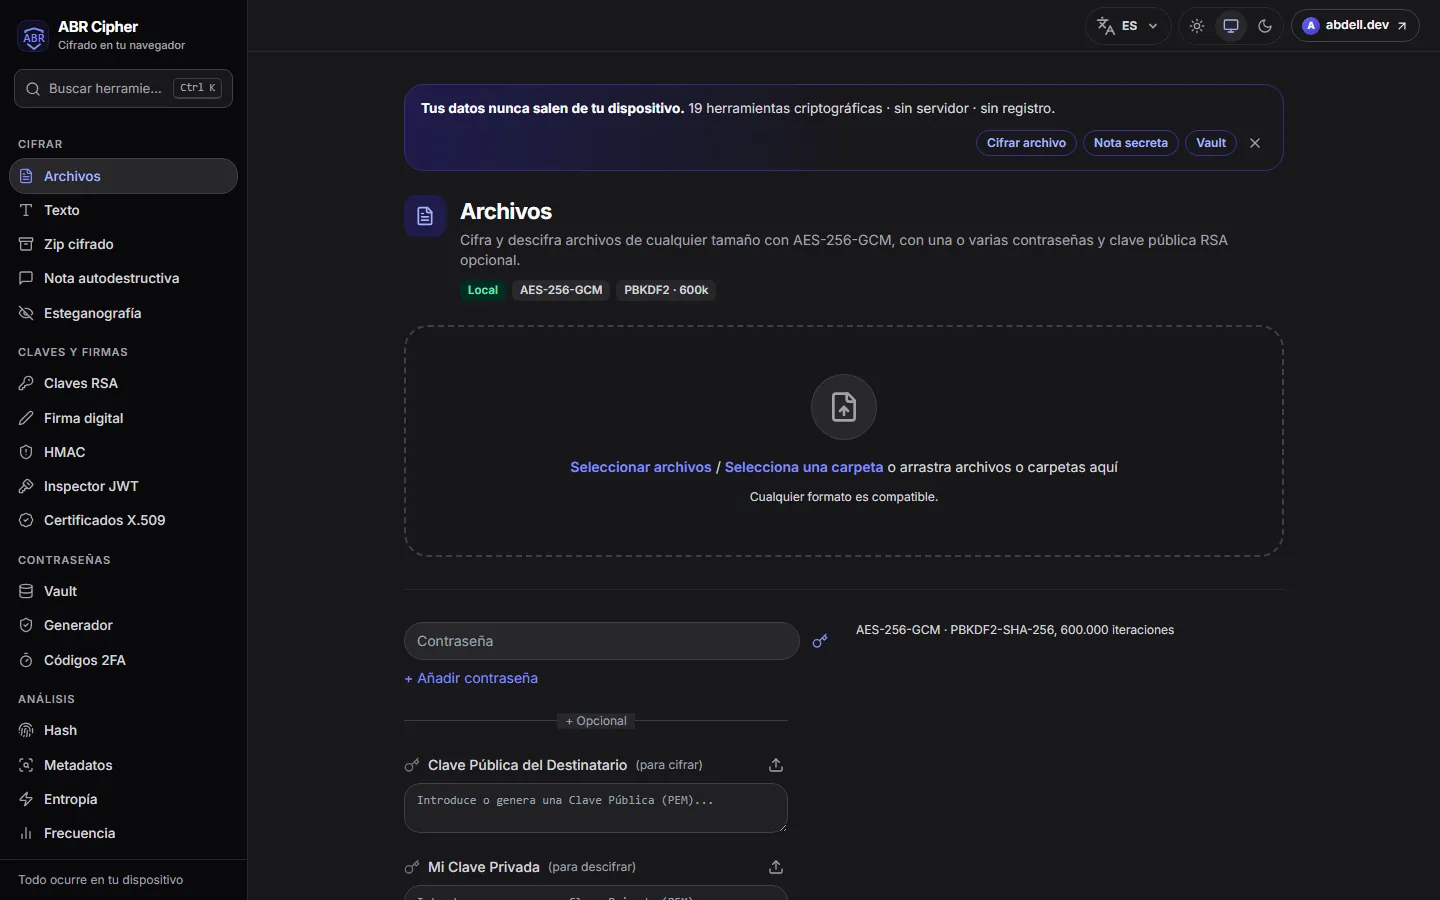 ABR
ABR Cipher
Cifrado en tu navegador
Buscar herramie... Ctrl K
CIFRAR
Archivos
Texto
Zip cifrado
Nota autodestructiva
Esteganografía
CLAVES Y FIRMAS
Claves RSA
Firma digital
HMAC
Inspector JWT
Certificados X.509
CONTRASEÑAS
Vault
Generador
Códigos 2FA
ANÁLISIS
Hash
Metadatos
Entropía
Frecuencia
Todo ocurre en tu dispositivo
ES
A abdell.dev
Tus datos nunca salen de tu dispositivo. 19 herramientas criptográficas · sin servidor · sin registro.
Cifrar archivo Nota secreta Vault
Archivos
Cifra y descifra archivos de cualquier tamaño con AES-256-GCM, con una o varias contraseñas y clave pública RSA
opcional.
Local AES-256-GCM PBKDF2 · 600k
Seleccionar archivos / Selecciona una carpeta o arrastra archivos o carpetas aquí
Cualquier formato es compatible.
Contraseña
AES-256-GCM · PBKDF2-SHA-256, 600.000 iteraciones
+ Añadir contraseña
+ Opcional
Clave Pública del Destinatario (para cifrar)
Introduce o genera una Clave Pública (PEM)...
Mi Clave Privada (para descifrar)